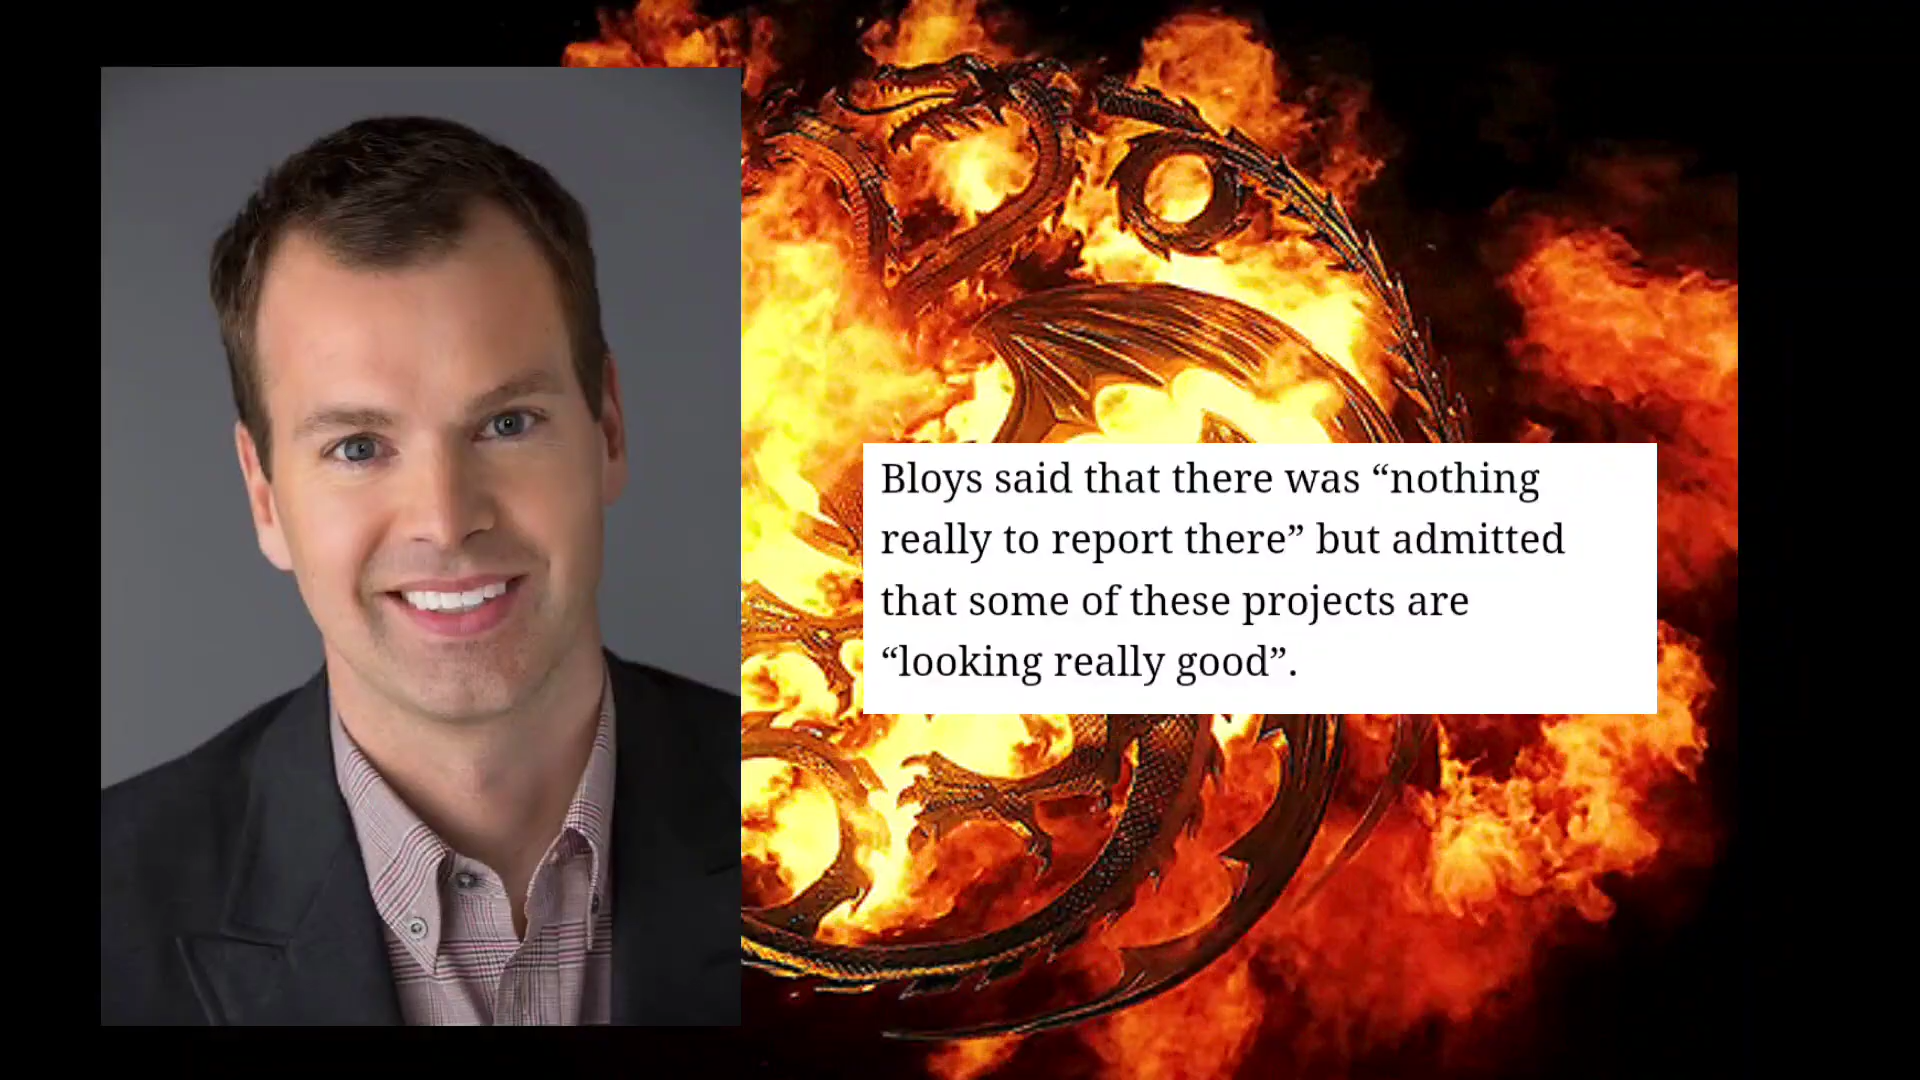 Bloys said that there was “nothing
really to report there” but admitted
that some of these projects are
“looking really good”.